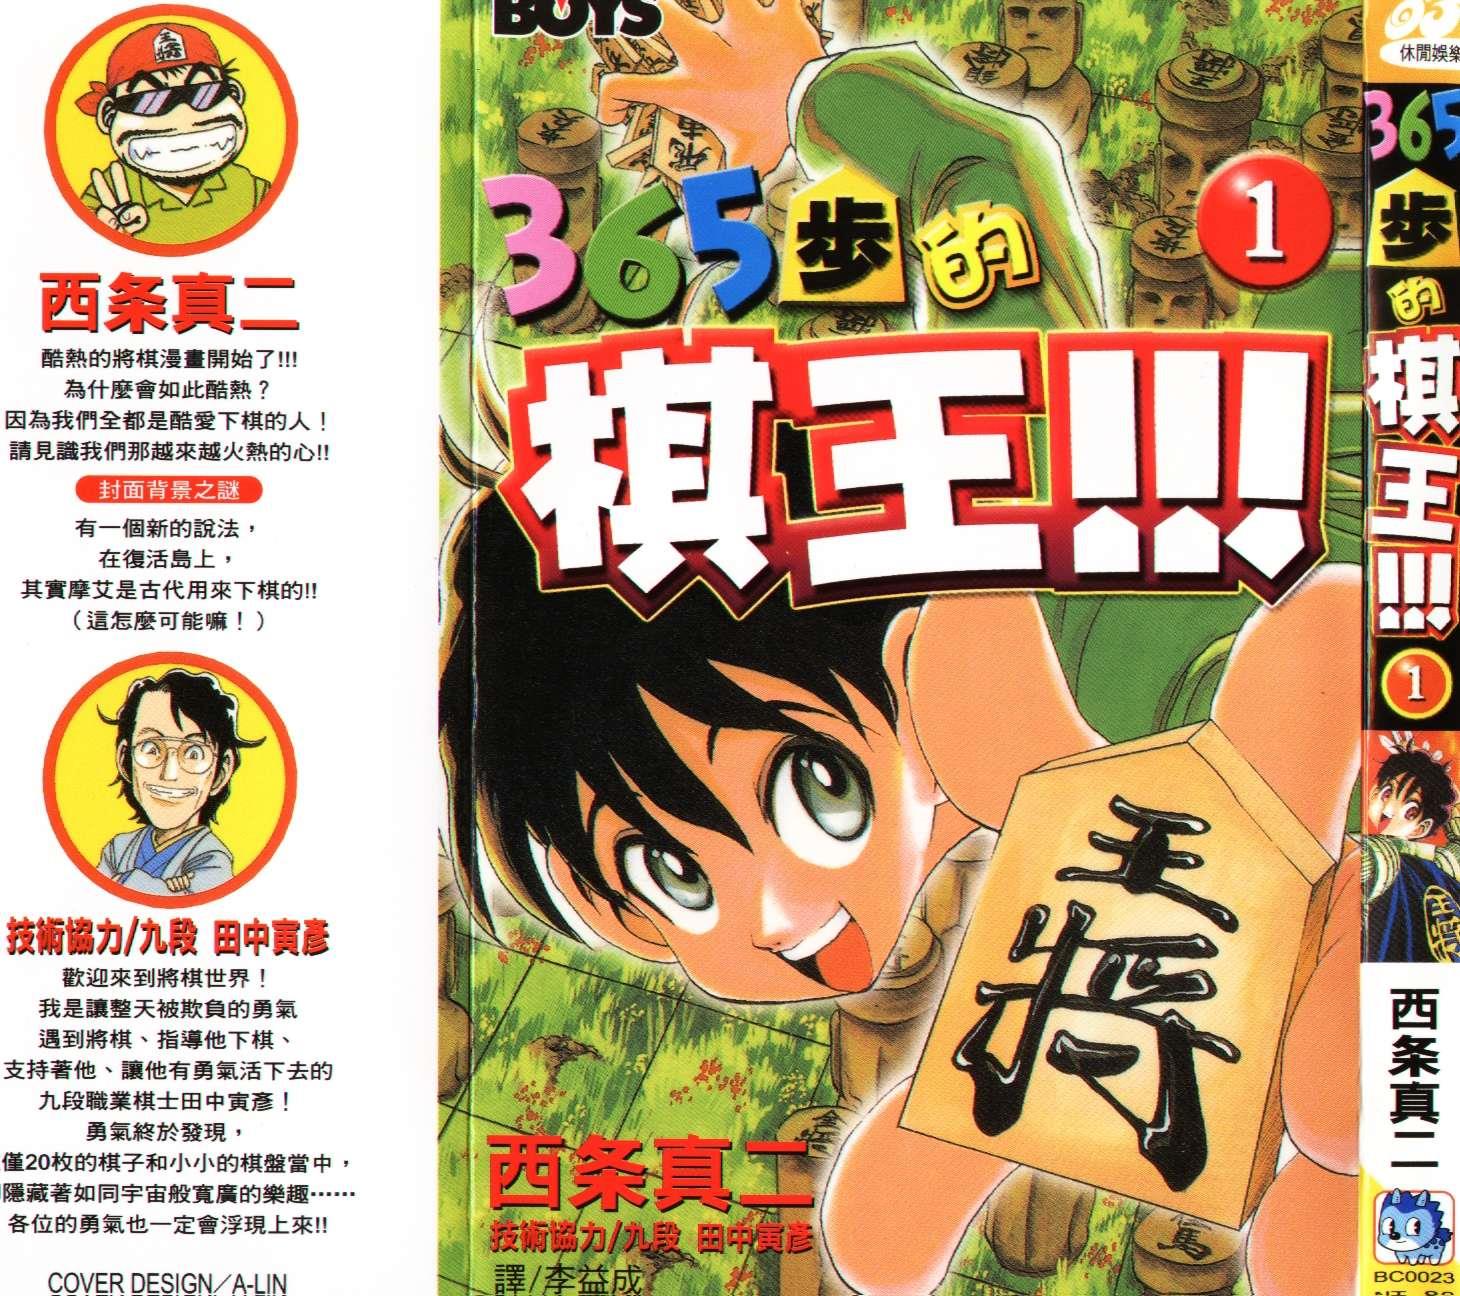 西条真二
酷熱的將棋漫畫開始了!!!
為什麼會如此酷熱？
因為我們全都是酷愛下棋的人！
請見識我們那越來越火熱的心!!
封面背景之謎
有一個新的說法，
在復活島上，
其實摩艾是古代用來下棋的!!
（這怎麼可能嘛！）
技術協力/九段 田中寅彥
歡迎來到將棋世界！
我是讓整天被欺負的勇氣
遇到將棋、指導他下棋、
支持著他、讓他有勇氣活下去的
九段職業棋士田中寅彥！
勇氣終於發現，
僅20枚的棋子和小小的棋盤當中，
隱藏著如同宇宙般寬廣的樂趣⋯⋯
各位的勇氣也一定會浮現上來!!
COVER DESIGN／A-LIN
王將
BOYS
365歩的
棋王!!!
1
王將
飛車
馬
西条真二
技術協力/九段 田中寅彥
譯/李益成
休閒娛樂
365歩的棋王!!!
1
西条真二
BC0023